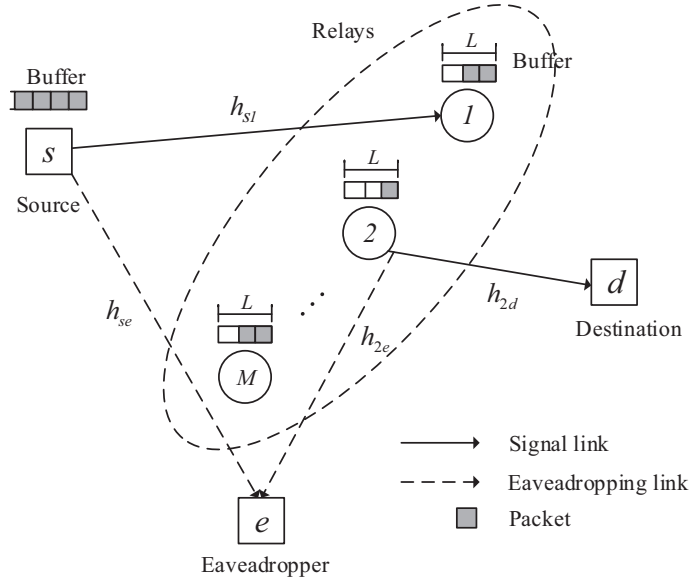 Relays
L
Buffer
Buffer
1
h_{s1}
s
L
Source
2
d
h_{2d}
L
...
h_{se}
h_{2e}
Destination
M
Signal link
Eaveadropping link
e
Packet
Eaveadropper